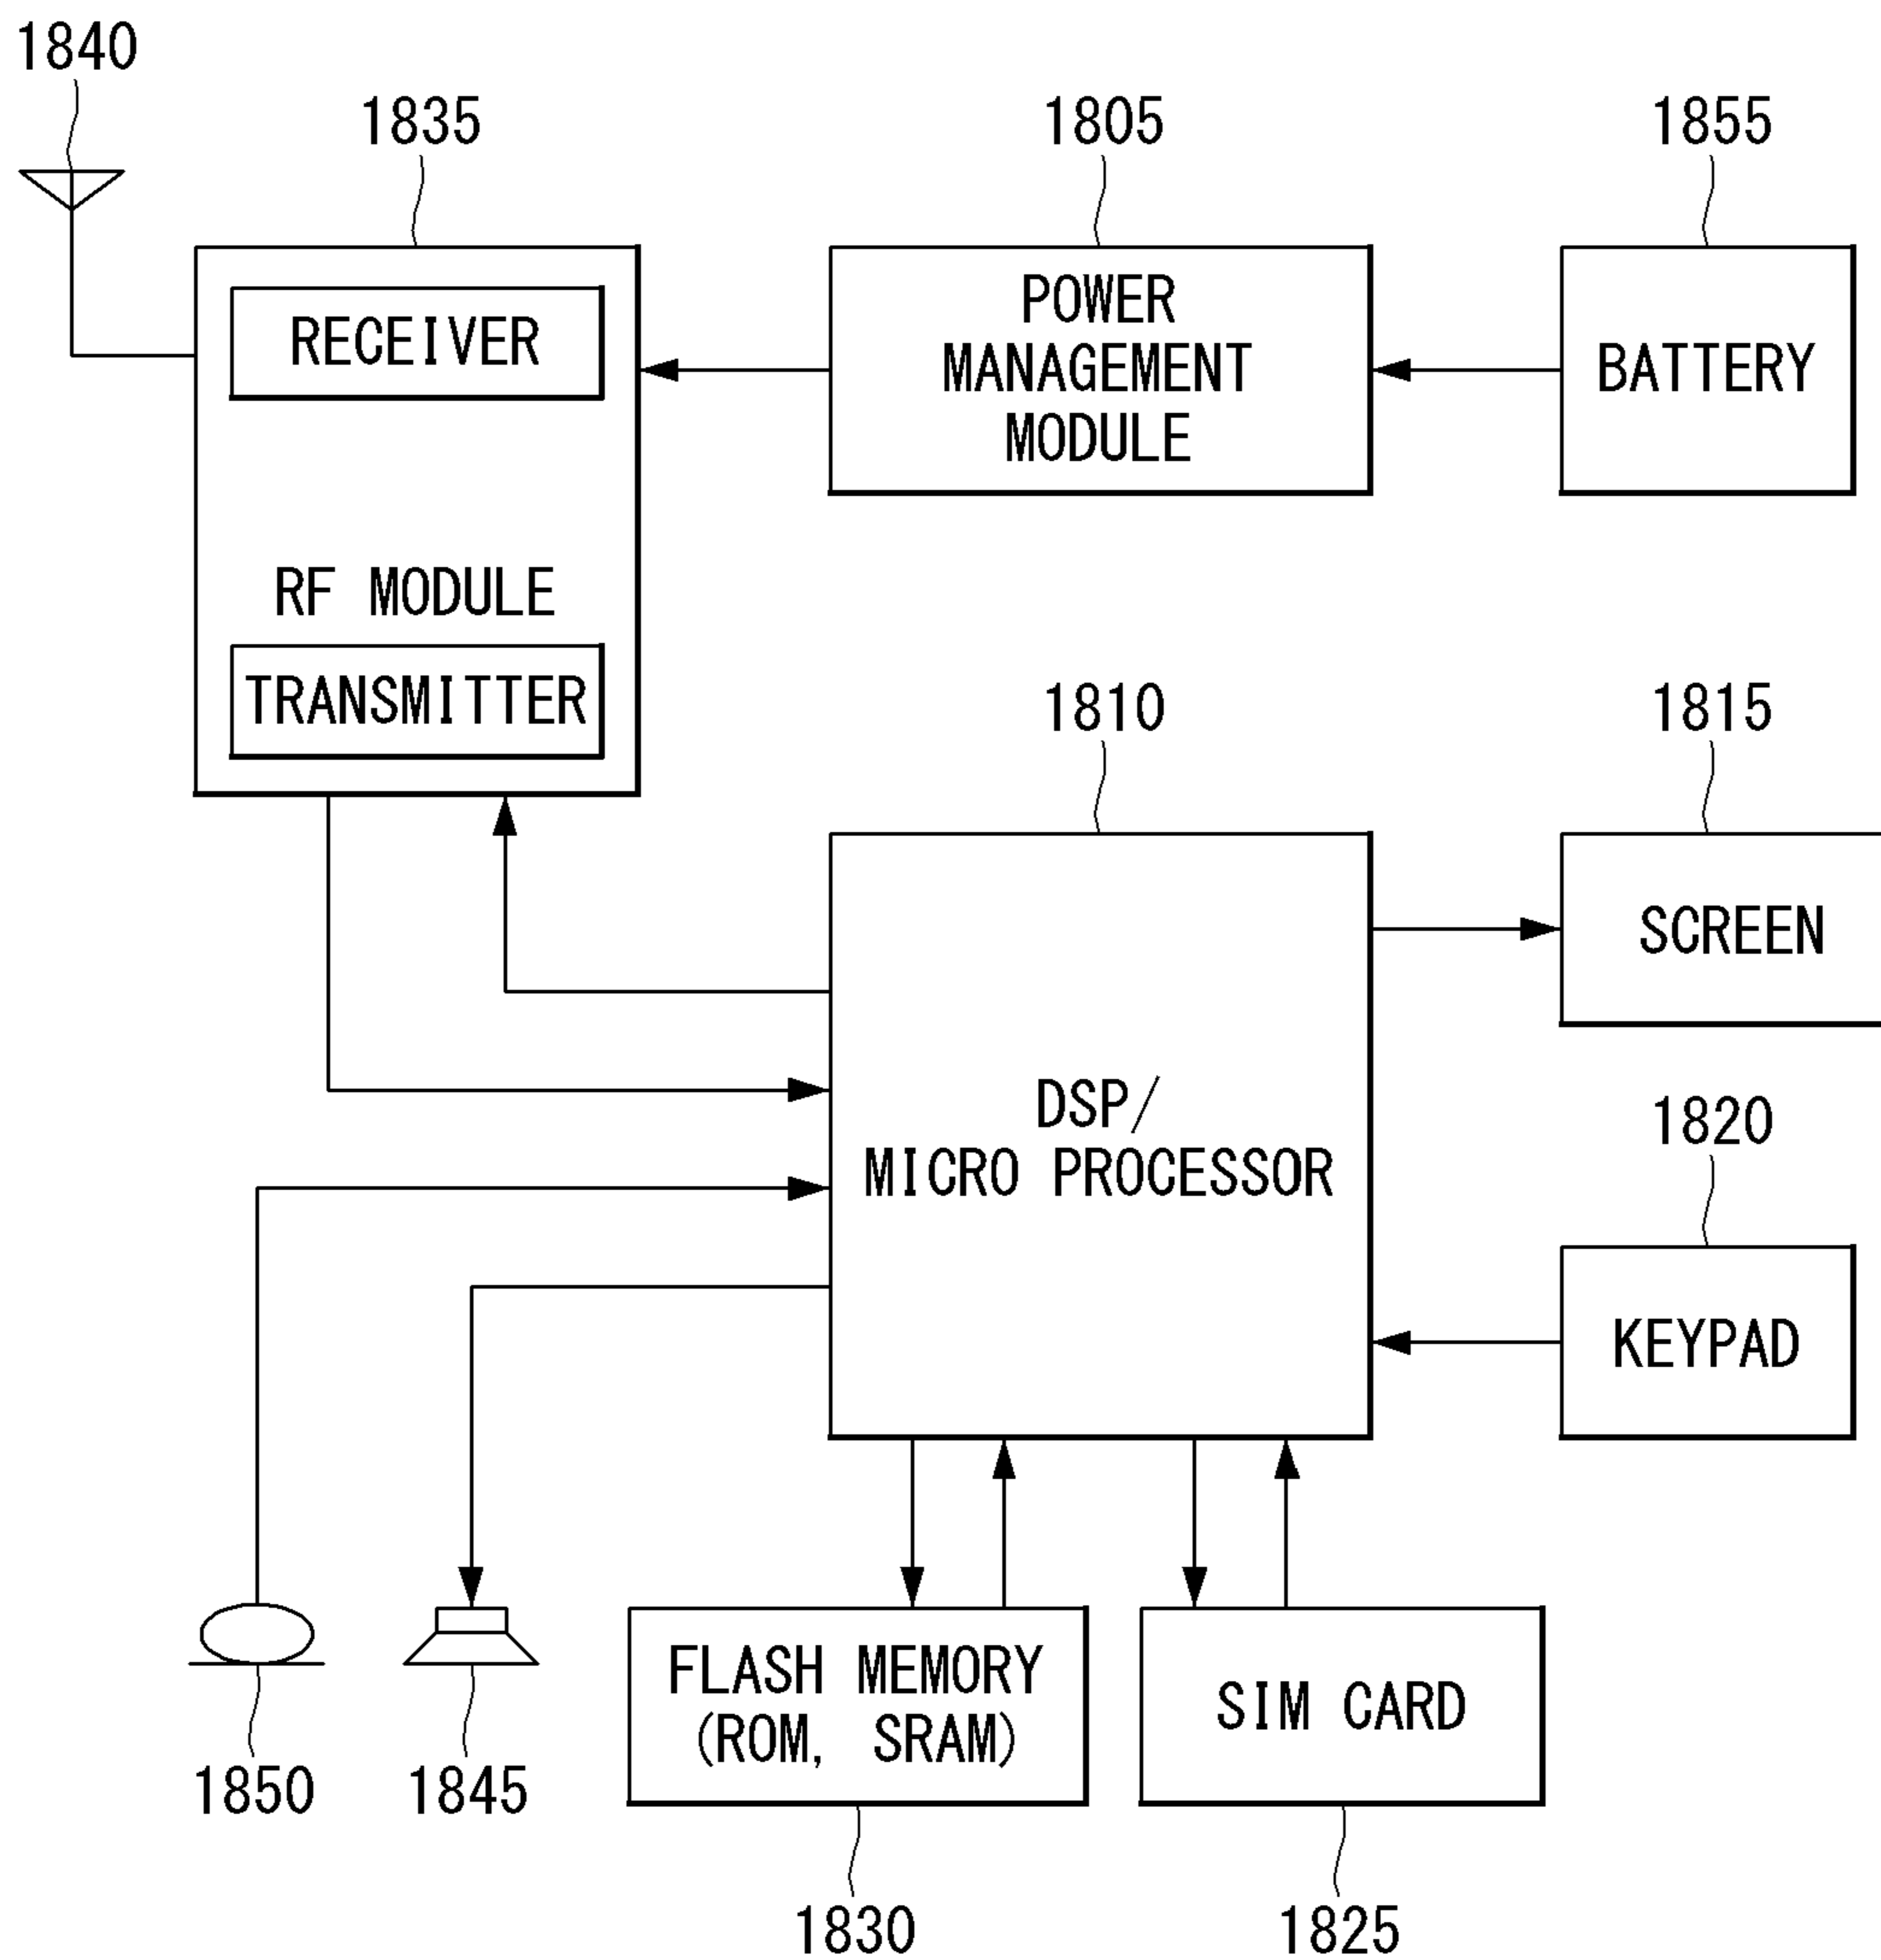 1840
1835
1805
1855
RECEIVER
POWER
MANAGEMENT
MODULE
BATTERY
RF MODULE
TRANSMITTER
1810
1815
SCREEN
DSP/
MICRO PROCESSOR
1820
KEYPAD
FLASH MEMORY
(ROM, SRAM)
SIM CARD
1850
1845
1830
1825